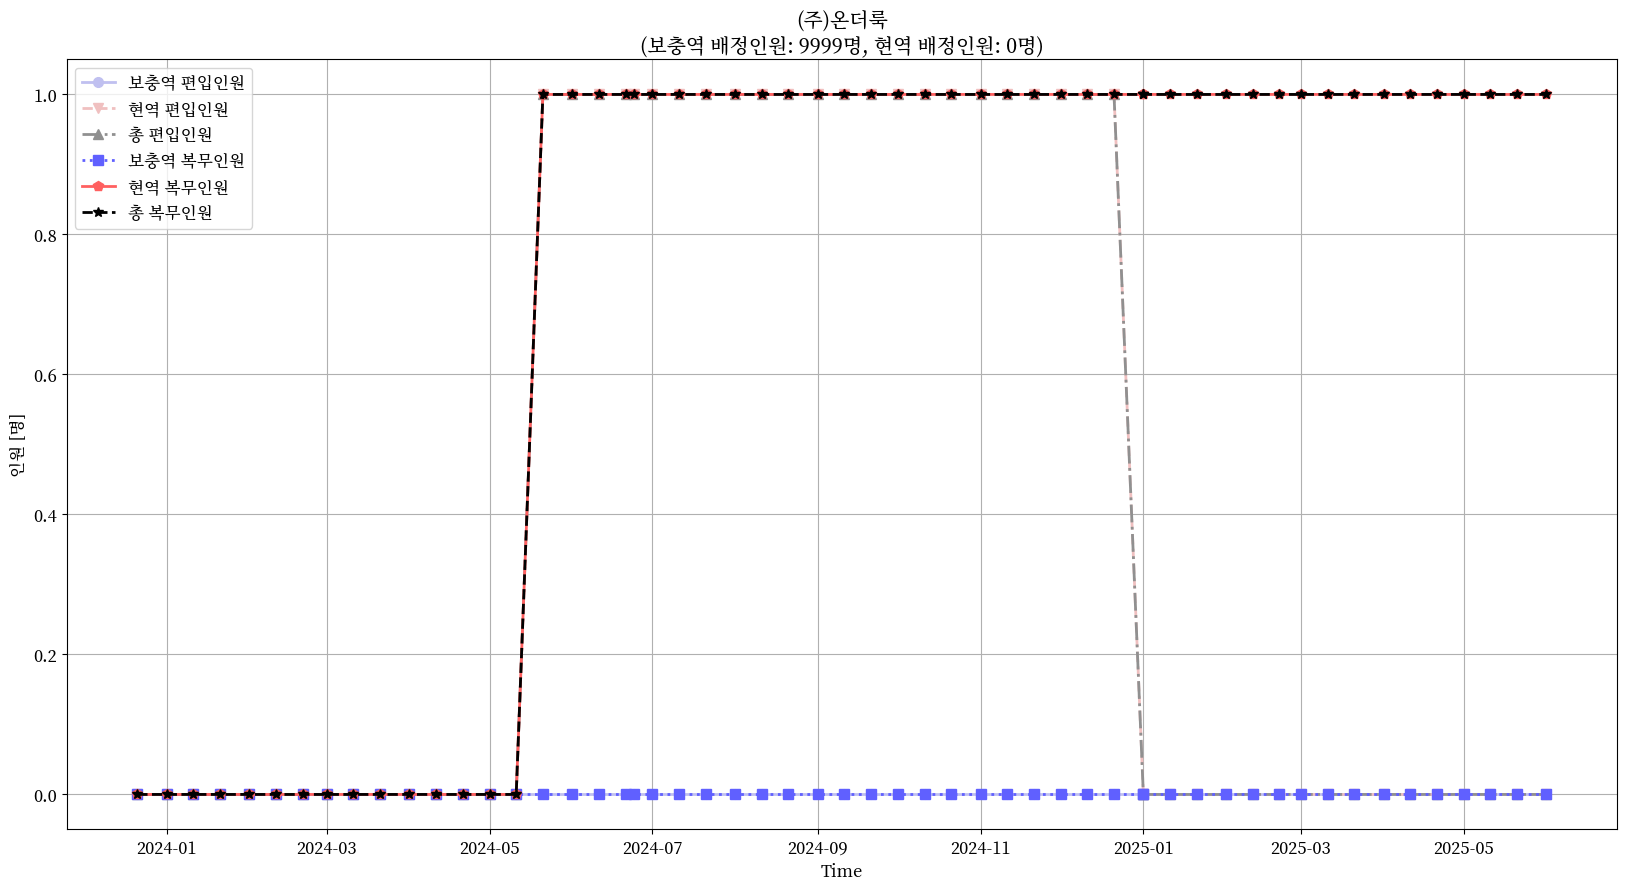 (주)온더룩
(보충역 배정인원: 9999명, 현역 배정인원: 0명)
보충역 편입인원
현역 편입인원
총 편입인원
보충역 복무인원
현역 복무인원
총 복무인원
1.0
0.8
0.6
0.4
0.2
0.0
인원 [명]
2024-01
2024-03
2024-05
2024-07
2024-09
2024-11
2025-01
2025-03
2025-05
Time